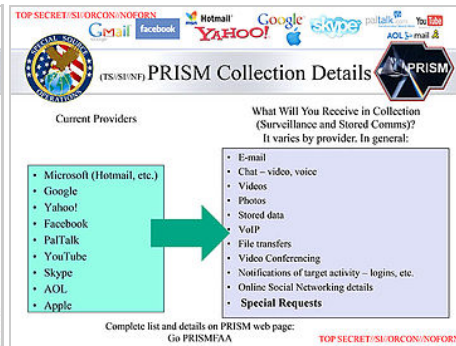 TOP SECRET//SI//ORCON//NOFORN
Gmail facebook Hotmail YAHOO! Google skype paltalk.com YouTube
AOL mail
SPECIAL SOURCE OPERATIONS
(TS//SI//NF) PRISM Collection Details
PRISM
Current Providers
What Will You Receive in Collection
(Surveillance and Stored Comms)?
It varies by provider. In general:
• Microsoft (Hotmail, etc.)
• Google
• Yahoo!
• Facebook
• PalTalk
• YouTube
• Skype
• AOL
• Apple
• E-mail
• Chat – video, voice
• Videos
• Photos
• Stored data
• VoIP
• File transfers
• Video Conferencing
• Notifications of target activity – logins, etc.
• Online Social Networking details
• Special Requests
Complete list and details on PRISM web page:
Go PRISMFAA
TOP SECRET//SI//ORCON//NOFORN